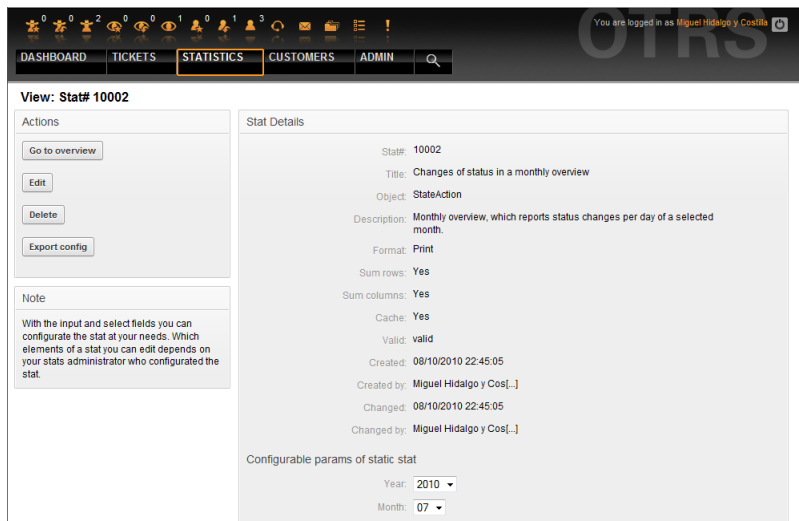 0 0 2 0 0 1 0 1 3
You are logged in as Miguel Hidalgo y Costilla
OTRS
DASHBOARD TICKETS STATISTICS CUSTOMERS ADMIN
View: Stat# 10002
Actions
Go to overview
Edit
Delete
Export config
Note
With the input and select fields you can
configurate the stat at your needs. Which
elements of a stat you can edit depends on
your stats administrator who configurated the
stat.
Stat Details
Stat#: 10002
Title: Changes of status in a monthly overview
Object: StateAction
Description: Monthly overview, which reports status changes per day of a selected
month.
Format: Print
Sum rows: Yes
Sum columns: Yes
Cache: Yes
Valid: valid
Created: 08/10/2010 22:45:05
Created by: Miguel Hidalgo y Cos[...]
Changed: 08/10/2010 22:45:05
Changed by: Miguel Hidalgo y Cos[...]
Configurable params of static stat
Year: 2010
Month: 07